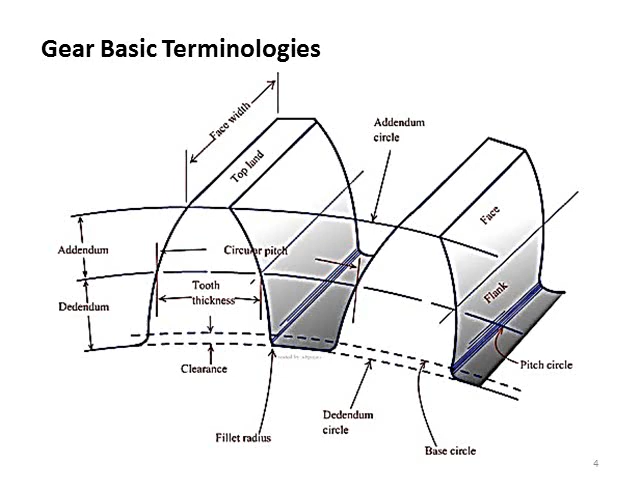 Gear Basic Terminologies
Face width
Addendum
circle
Top lund
Face
Addendum
Circular pitch
Tooth
thickness
Flank
Dedendum
Clearance
Pitch circle
Dedendum
circle
Fillet radius
Base circle
4